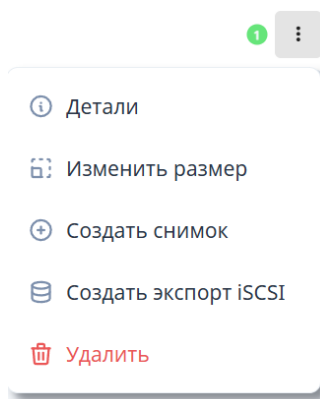 1
Детали
Изменить размер
Создать снимок
Создать экспорт iSCSI
Удалить